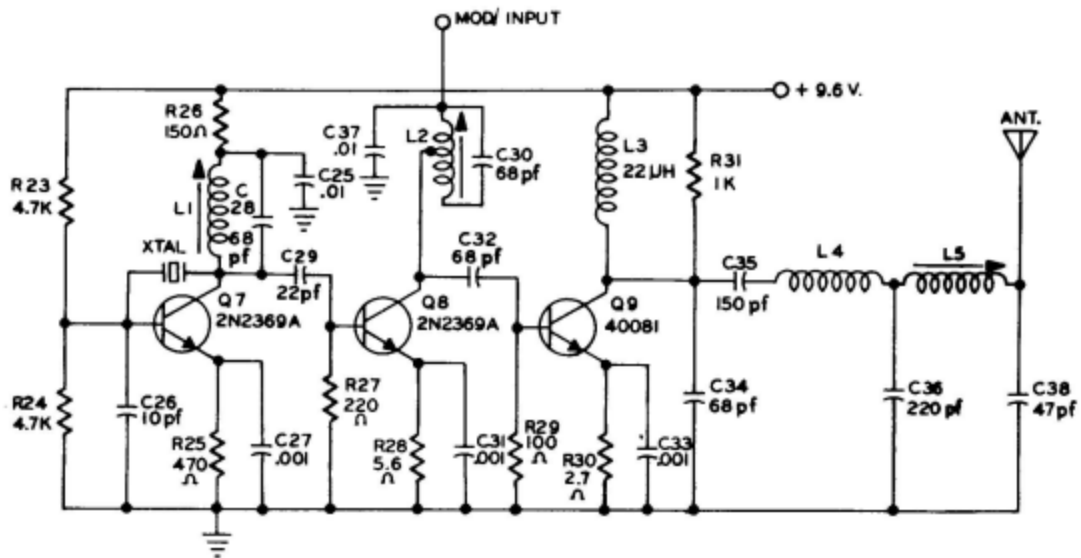 MOD/ INPUT
+ 9.6 V.
ANT.
R26
150Ω
C37
.01
L2
C30
68pf
L3
22µH
R31
1K
R23
4.7K
L1
C
28
68
pf
C25
.01
XTAL
C29
22pf
C32
68 pf
C35
150 pf
L4
L5
Q7
2N2369A
Q8
2N2369A
Q9
40081
R24
4.7K
C26
10pf
R25
470
Ω
C27
.001
R27
220
Ω
R28
5.6
Ω
C31
.001
R29
100
Ω
R30
2.7
Ω
C33
.001
C34
68pf
C36
220pf
C38
47pf